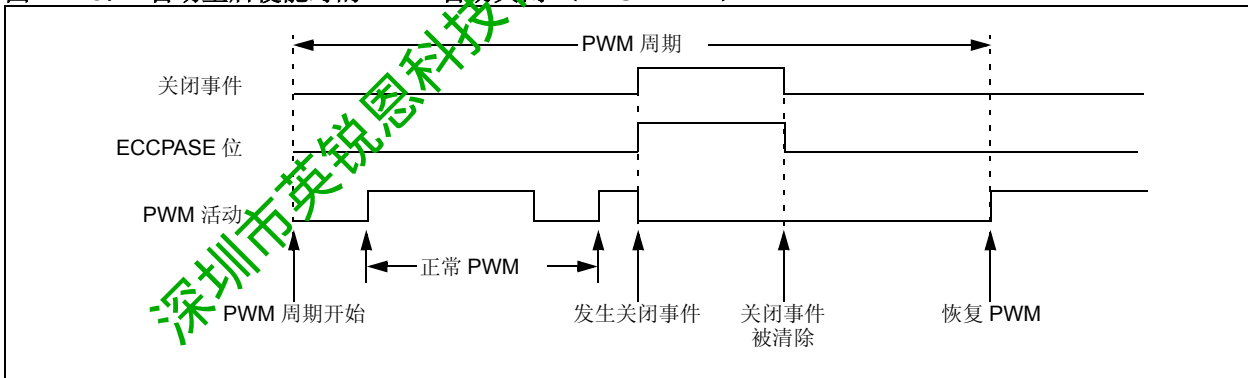 PWM 周期
关闭事件
ECCPASE 位
PWM 活动
正常 PWM
PWM 周期开始
发生关闭事件
关闭事件
被清除
恢复 PWM
深圳市英锐恩科技